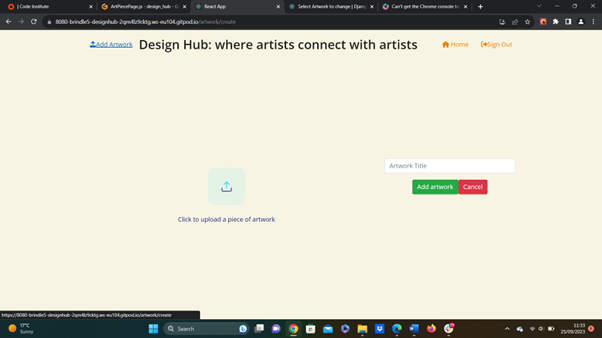 | Code Institute
ArtPiecePage.js - design_hub - G
React App
Select Artwork to change | Djan
Can't get the Chrome console to
8080-brindle5-designhub-2qm4lz9cktg.ws-eu104.gitpod.io/artwork/create
Add Artwork
Design Hub: where artists connect with artists
Home
Sign Out
Artwork Title
Add artwork
Cancel
Click to upload a piece of artwork
https://8080-brindle5-designhub-2qm4lz9cktg.ws-eu104.gitpod.io/artwork/create
17°C
Sunny
Search
11:33
25/09/2023